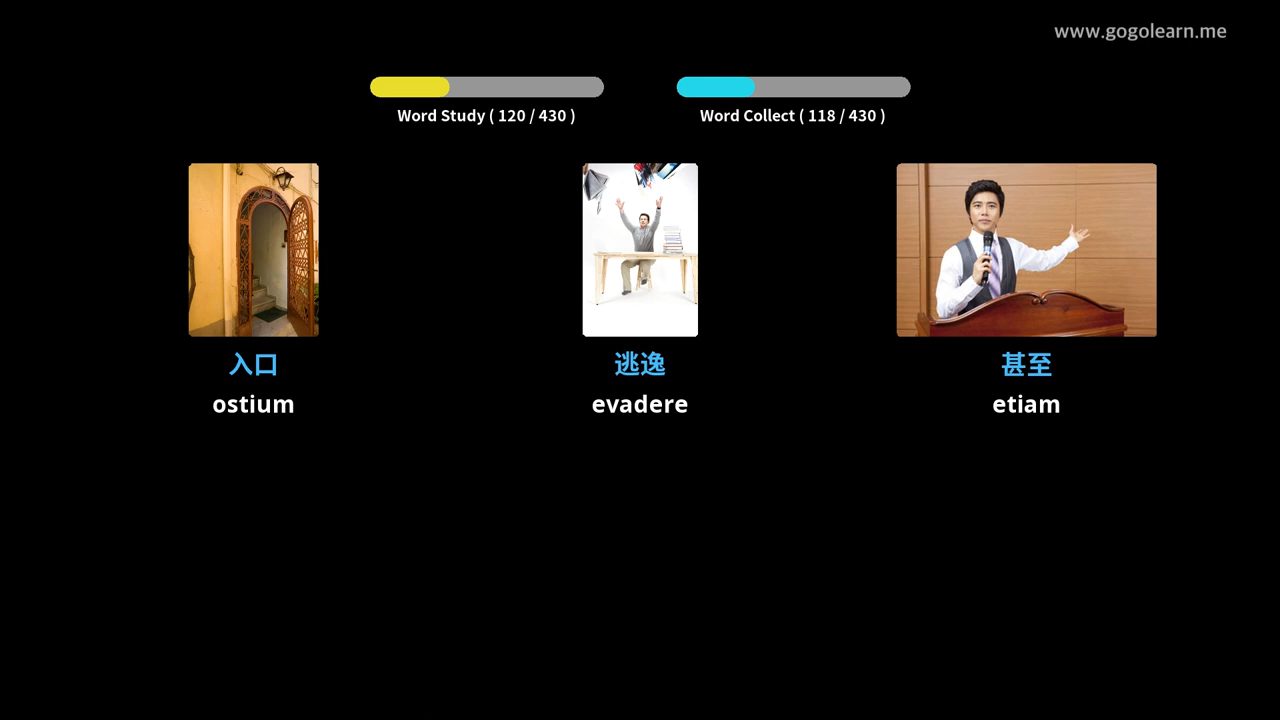 www.gogolearn.me
Word Study ( 120 / 430 )
Word Collect ( 118 / 430 )
入口
逃逸
甚至
ostium
evadere
etiam